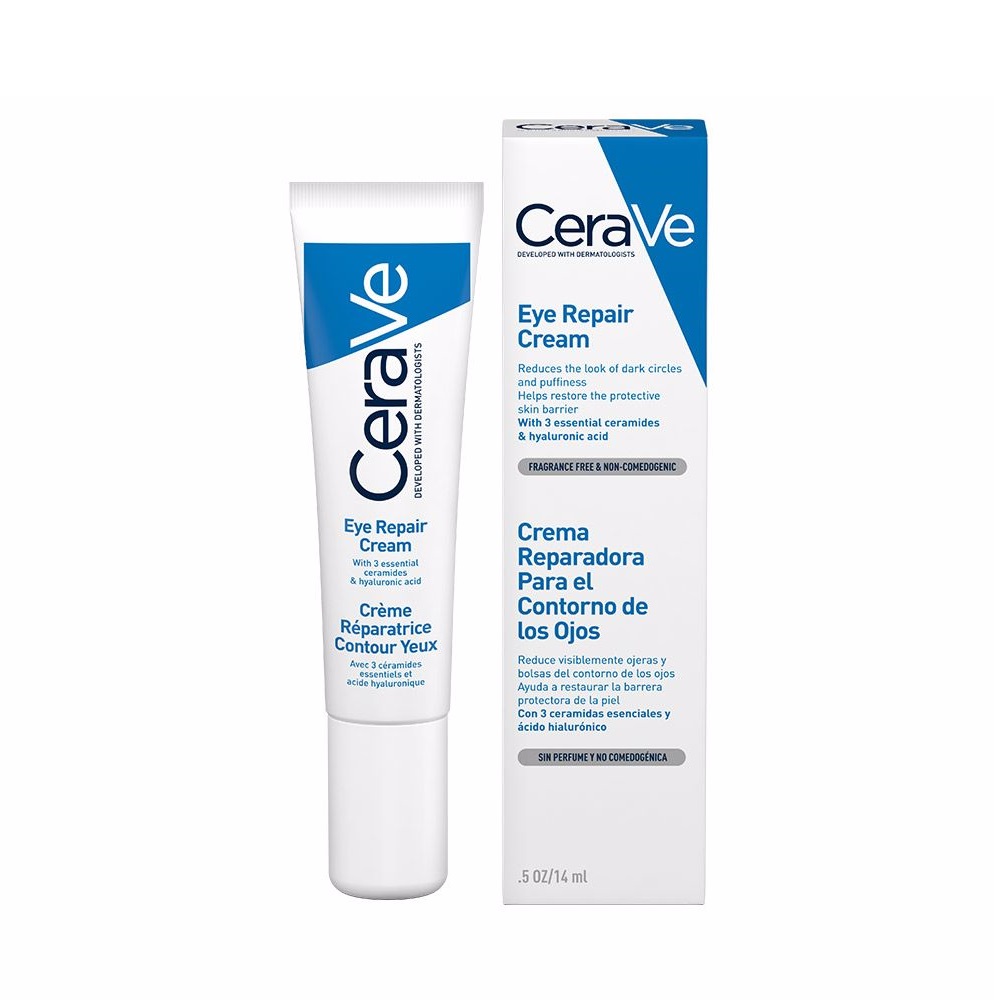 CeraVe
DEVELOPED WITH DERMATOLOGISTS
Eye Repair
Cream
With 3 essential
ceramides
& hyaluronic acid
Crème
Réparatrice
Contour Yeux
Avec 3 céramides
essentiels et
acide hyaluronique
CeraVe
CeraVe
DEVELOPED WITH DERMATOLOGISTS
Eye Repair
Cream
Reduces the look of dark circles
and puffiness
Helps restore the protective
skin barrier
With 3 essential ceramides
& hyaluronic acid
FRAGRANCE FREE & NON-COMEDOGENIC
Crema
Reparadora
Para el
Contorno de
los Ojos
Reduce visiblemente ojeras y
bolsas del contorno de los ojos
Ayuda a restaurar la barrera
protectora de la piel
Con 3 ceramidas esenciales y
ácido hialurónico
SIN PERFUME Y NO COMEDOGÉNICA
.5 OZ/14 ml